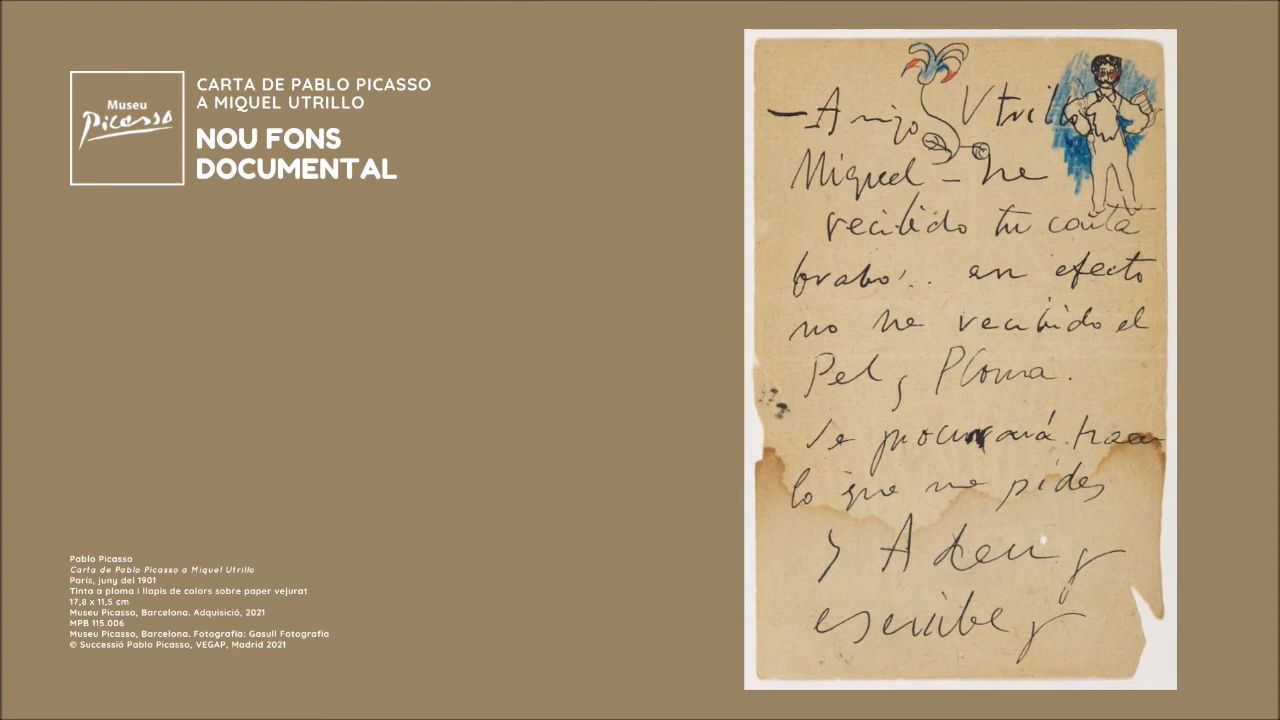 Museu
Picasso
CARTA DE PABLO PICASSO
A MIQUEL UTRILLO
NOU FONS
DOCUMENTAL
Pablo Picasso
Carta de Pablo Picasso a Miquel Utrillo
París, juny del 1901
Tinta a ploma i llapis de colors sobre paper vejurat
17,8 x 11,5 cm
Museu Picasso, Barcelona. Adquisició, 2021
MPB 115.006
Museu Picasso, Barcelona. Fotografia: Gasull Fotografia
© Successió Pablo Picasso, VEGAP, Madrid 2021
—Amigo Utrillo
Miguel – he
recibido tu carta
brabo!.. en efecto
no he recibido el
Pel y Ploma.
Se procurará hacer
lo que me pides
y Adeu y
escribe y